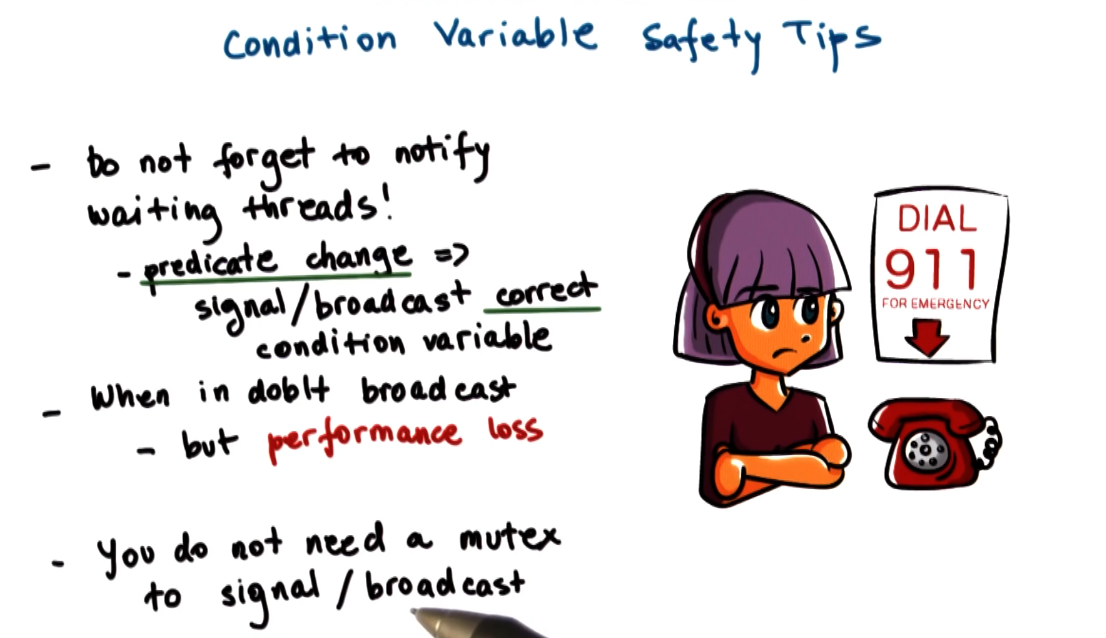 Condition Variable Safety Tips
- Do not forget to notify
waiting threads!
- predicate change =>
signal/broadcast correct
condition variable
- When in dobt broadcast
- but performance loss
- You do not need a mutex
to signal / broadcast
DIAL
911
FOR EMERGENCY